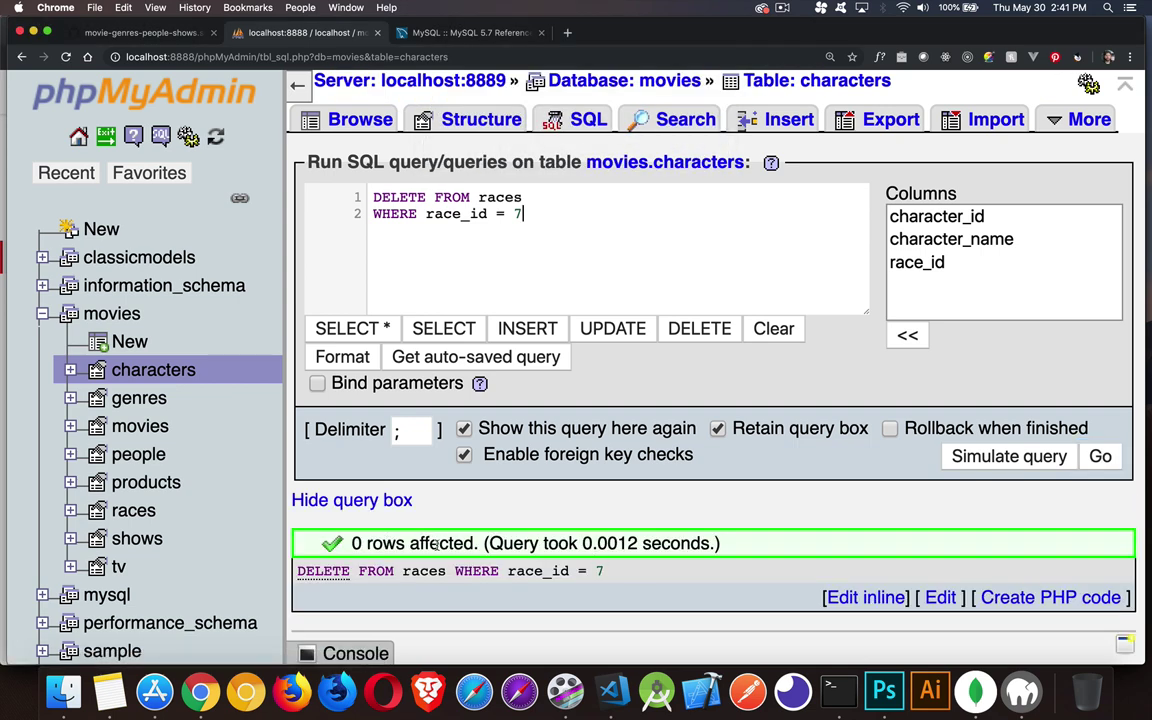 Chrome File Edit View History Bookmarks People Window Help 100% Thu May 30 2:41 PM
movie-genres-people-shows. localhost:8888 / localhost / m MySQL :: MySQL 5.7 Referenc
localhost:8888/phpMyAdmin/tbl_sql.php?db=movies&table=characters
phpMyAdmin
Recent Favorites
New
classicmodels
information_schema
movies
New
characters
genres
movies
people
products
races
shows
tv
mysql
performance_schema
sample
Server: localhost:8889 » Database: movies » Table: characters
Browse Structure SQL Search Insert Export Import More
Run SQL query/queries on table movies.characters:
1 DELETE FROM races
2 WHERE race_id = 7
Columns
character_id
character_name
race_id
<<
SELECT * SELECT INSERT UPDATE DELETE Clear
Format Get auto-saved query
Bind parameters
[ Delimiter ; ] Show this query here again Retain query box Rollback when finished
Enable foreign key checks
Simulate query Go
Hide query box
0 rows affected. (Query took 0.0012 seconds.)
DELETE FROM races WHERE race_id = 7
[Edit inline] [ Edit ] [ Create PHP code ]
Console
Ps Ai